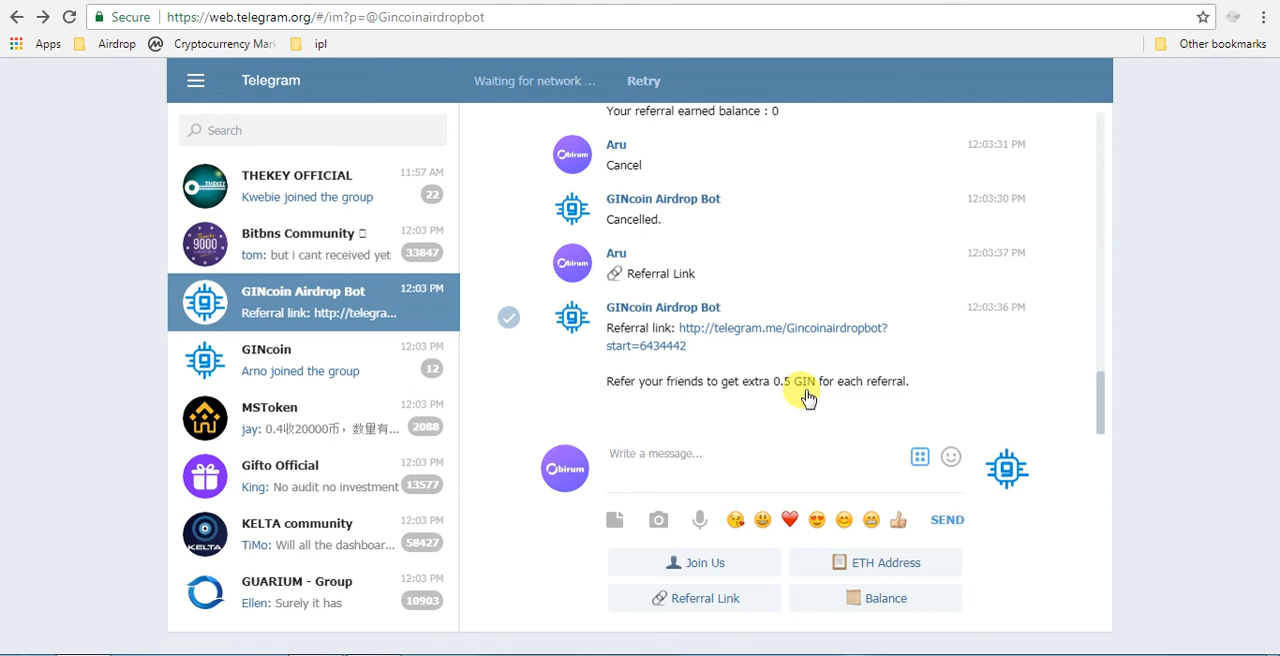 Secure https://web.telegram.org/#/im?p=@Gincoinairdropbot
Apps Airdrop Cryptocurrency Mar ipl Other bookmarks
Telegram Waiting for network ... Retry
Search
THEKEY OFFICIAL 11:57 AM
Kwebie joined the group 22
Bitbns Community 12:03 PM
tom: but i cant received yet 33847
GINcoin Airdrop Bot 12:03 PM
Referral link: http://telegra...
GINcoin 12:03 PM
Arno joined the group 12
MSToken 12:03 PM
jay: 0.4收20000币，数量有... 2088
Gifto Official 12:03 PM
King: No audit no investment 13577
KELTA community 12:03 PM
TiMo: Will all the dashboar... 58427
GUARIUM - Group 12:03 PM
Ellen: Surely it has 10903
Your referral earned balance : 0
Aru 12:03:31 PM
Cancel
GINcoin Airdrop Bot 12:03:30 PM
Cancelled.
Aru 12:03:37 PM
Referral Link
GINcoin Airdrop Bot 12:03:36 PM
Referral link: http://telegram.me/Gincoinairdropbot?
start=6434442
Refer your friends to get extra 0.5 GIN for each referral.
Obirum
Write a message...
SEND
Join Us ETH Address
Referral Link Balance
THEKEY
9000
KELTA
Obirum
Obirum